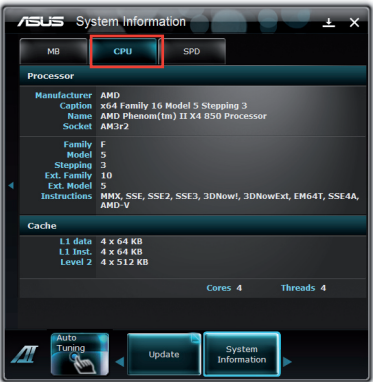 ASUS System Information
MB CPU SPD
Processor
Manufacturer AMD
Caption x64 Family 16 Model 5 Stepping 3
Name AMD Phenom(tm) II X4 850 Processor
Socket AM3r2
Family F
Model 5
Stepping 3
Ext. Family 10
Ext. Model 5
Instructions MMX, SSE, SSE2, SSE3, 3DNow!, 3DNowExt, EM64T, SSE4A,
AMD-V
Cache
L1 data 4 x 64 KB
L1 Inst. 4 x 64 KB
Level 2 4 x 512 KB
Cores 4 Threads 4
Auto
Tuning
Update
System
Information